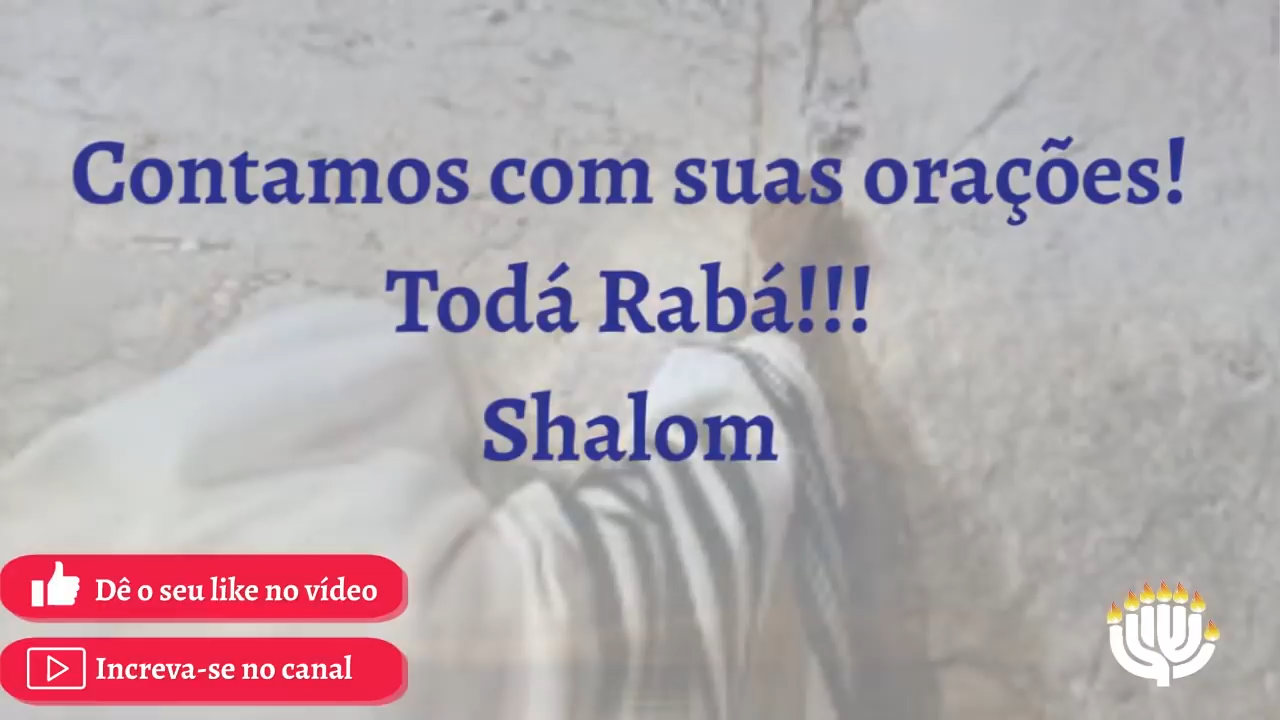 Contamos com suas orações!
Todá Rabá!!!
Shalom
Dê o seu like no vídeo
Increva-se no canal